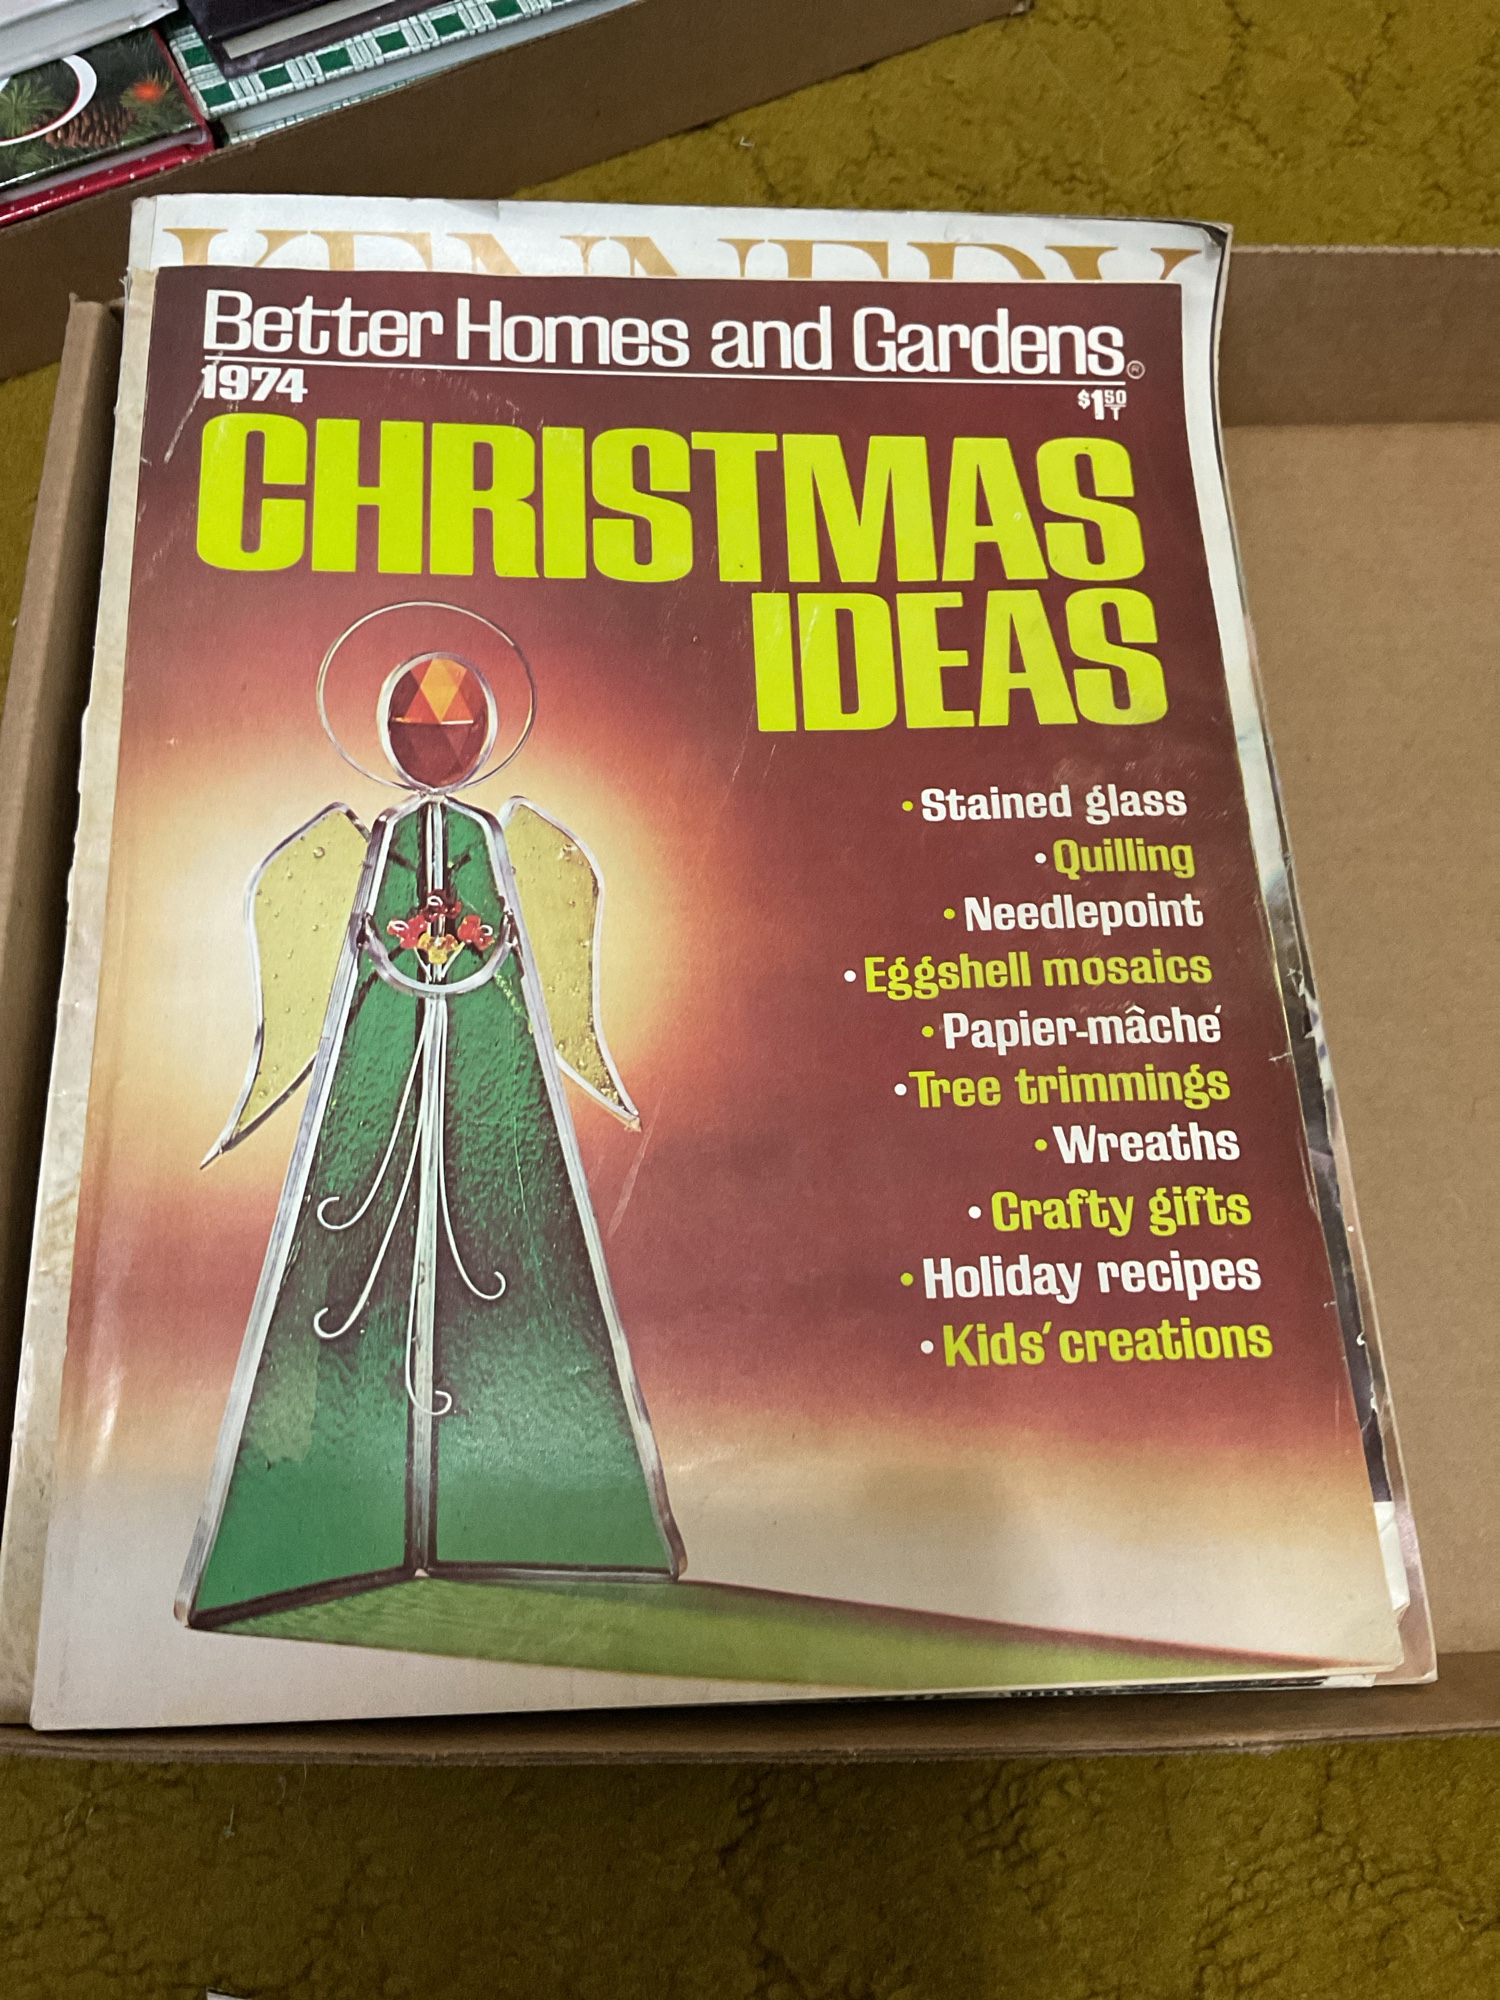 KENNEDY
Better Homes and Gardens®
1974
$1.50
CHRISTMAS
IDEAS
• Stained glass
• Quilling
• Needlepoint
• Eggshell mosaics
• Papier-mâché
• Tree trimmings
• Wreaths
• Crafty gifts
• Holiday recipes
• Kids' creations